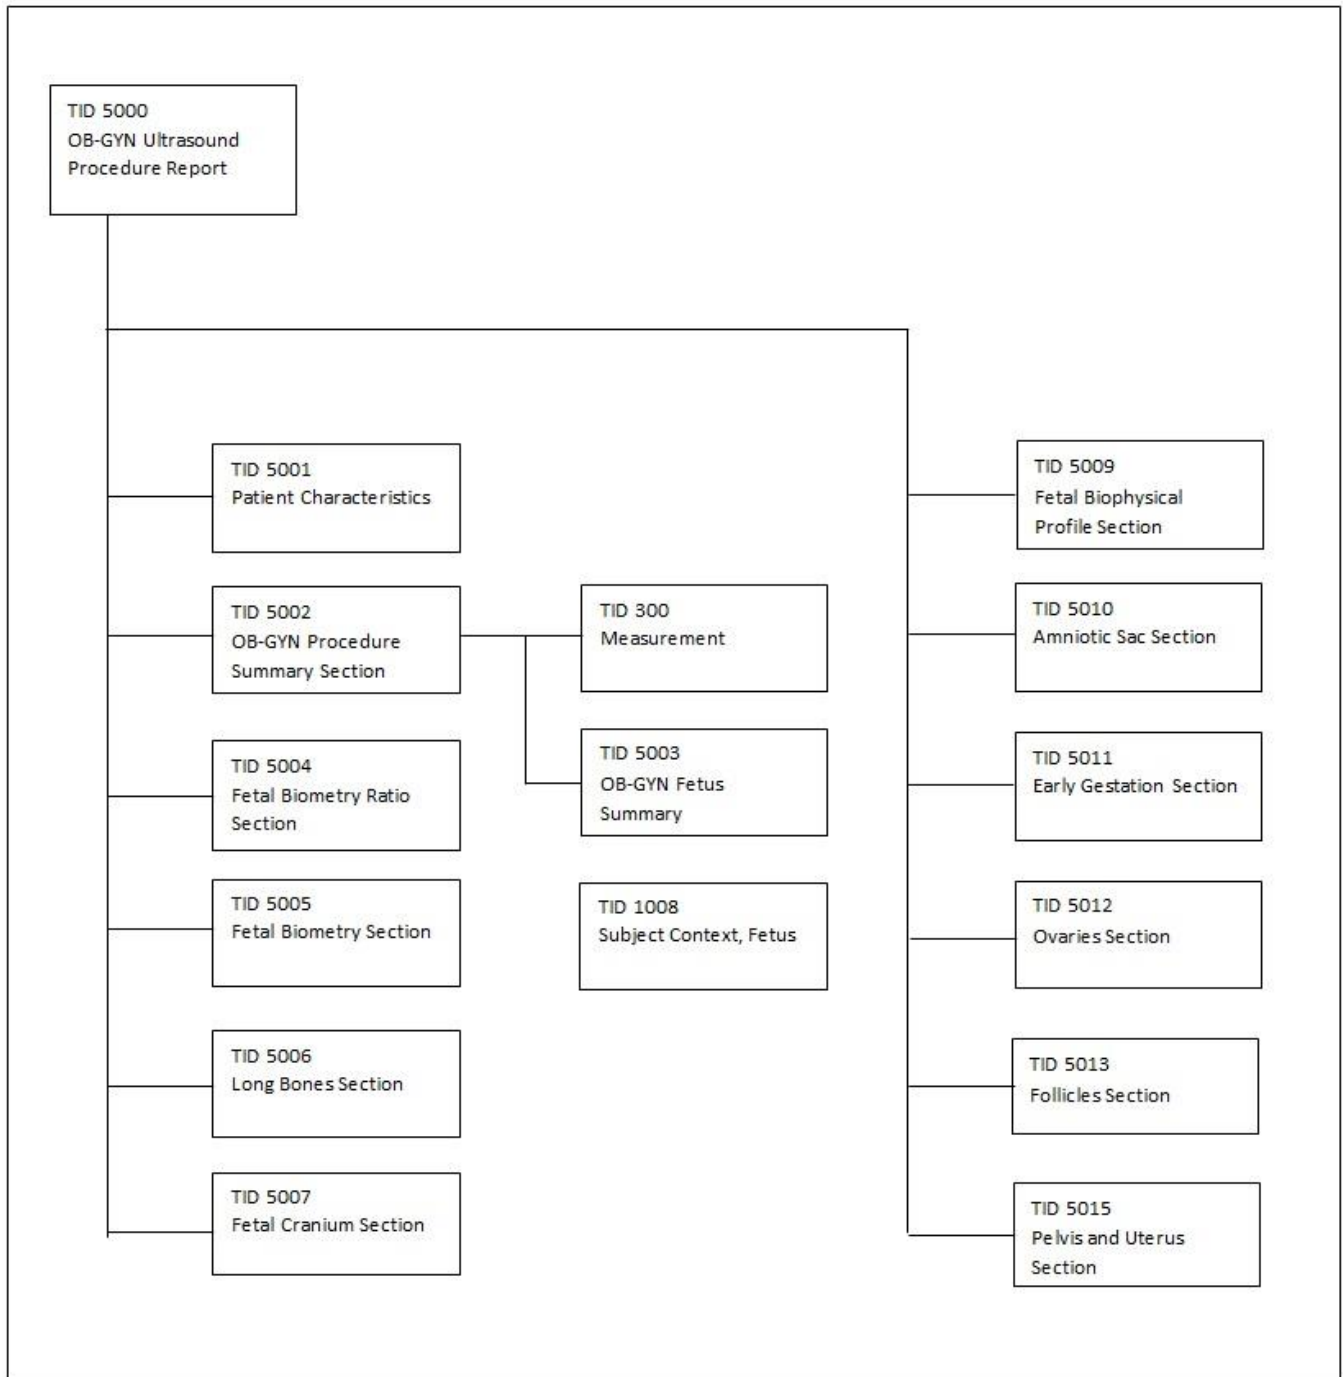 TID 5000
OB-GYN Ultrasound
Procedure Report
TID 5001
Patient Characteristics
TID 5002
OB-GYN Procedure
Summary Section
TID 5004
Fetal Biometry Ratio
Section
TID 5005
Fetal Biometry Section
TID 5006
Long Bones Section
TID 5007
Fetal Cranium Section
TID 300
Measurement
TID 5003
OB-GYN Fetus
Summary
TID 1008
Subject Context, Fetus
TID 5009
Fetal Biophysical
Profile Section
TID 5010
Amniotic Sac Section
TID 5011
Early Gestation Section
TID 5012
Ovaries Section
TID 5013
Follicles Section
TID 5015
Pelvis and Uterus
Section